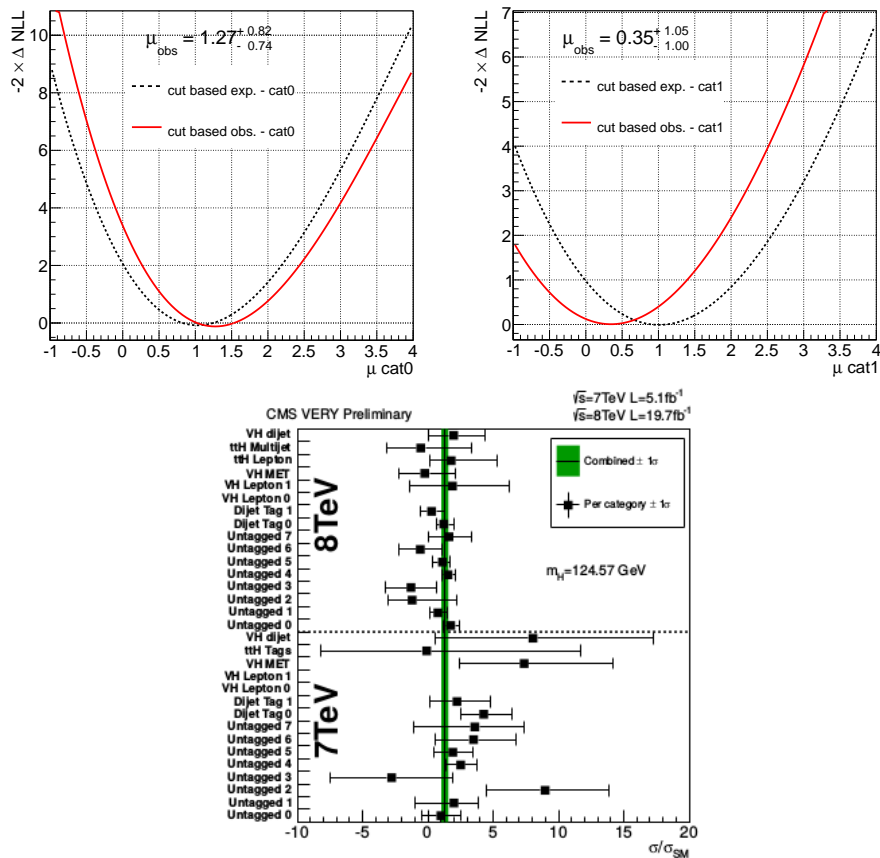 -2 × Δ NLL
μobs = 1.27 + 0.82 - 0.74
cut based exp. - cat0
cut based obs. - cat0
10
8
6
4
2
0
-1 -0.5 0 0.5 1 1.5 2 2.5 3 3.5 4
μ cat0
-2 × Δ NLL
μobs = 0.35 + 1.05 - 1.00
cut based exp. - cat1
cut based obs. - cat1
7
6
5
4
3
2
1
0
-1 -0.5 0 0.5 1 1.5 2 2.5 3 3.5 4
μ cat1
√s=7TeV L=5.1fb-1
CMS VERY Preliminary √s=8TeV L=19.7fb-1
VH dijet
ttH Multijet
ttH Lepton
VH MET
VH Lepton 1
VH Lepton 0
Dijet Tag 1
Dijet Tag 0
Untagged 7
Untagged 6
Untagged 5
Untagged 4
Untagged 3
Untagged 2
Untagged 1
Untagged 0
8TeV
Combined ± 1σ
Per category ± 1σ
mH=124.57 GeV
VH dijet
ttH Tags
VH MET
VH Lepton 1
VH Lepton 0
Dijet Tag 1
Dijet Tag 0
Untagged 7
Untagged 6
Untagged 5
Untagged 4
Untagged 3
Untagged 2
Untagged 1
Untagged 0
7TeV
-10 -5 0 5 10 15 20
σ/σSM